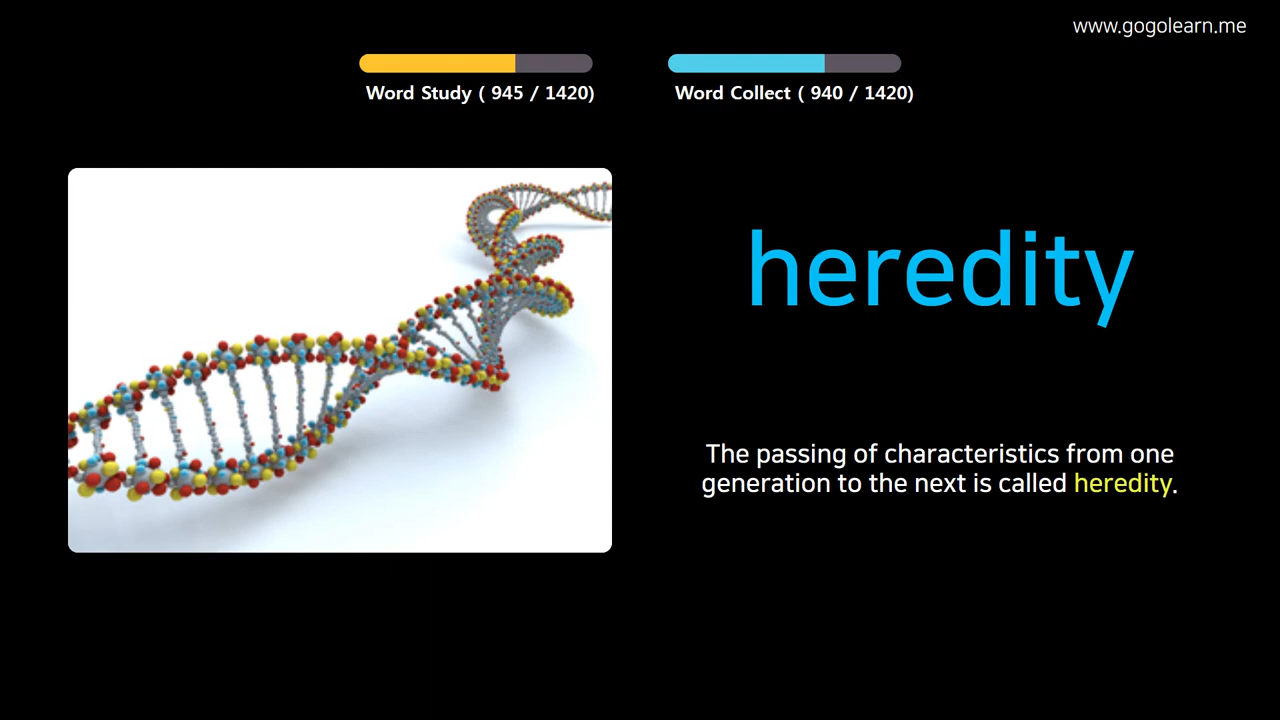 www.gogolearn.me
Word Study ( 945 / 1420)
Word Collect ( 940 / 1420)
heredity
The passing of characteristics from one
generation to the next is called heredity.